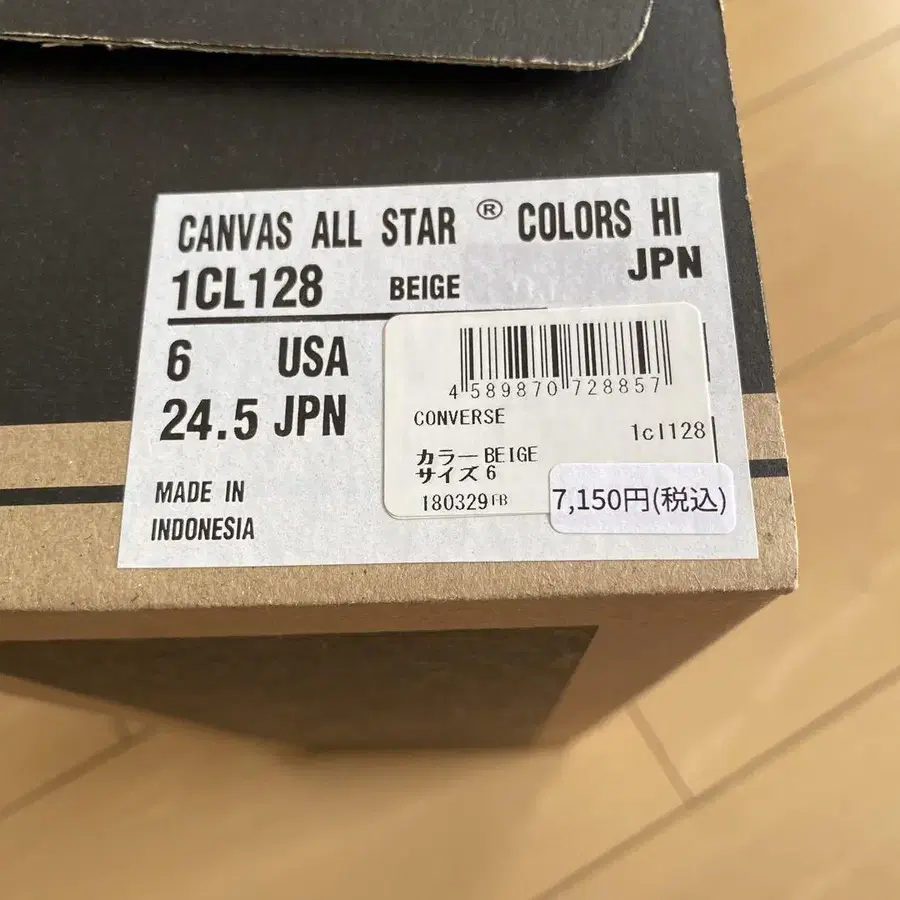 CANVAS ALL STAR ® COLORS HI
JPN
1CL128 BEIGE
6 USA
24.5 JPN
MADE IN
INDONESIA
4 589870 728857
CONVERSE
1cl128
カラー BEIGE
サイズ 6
180329FB
7,150円(税込)